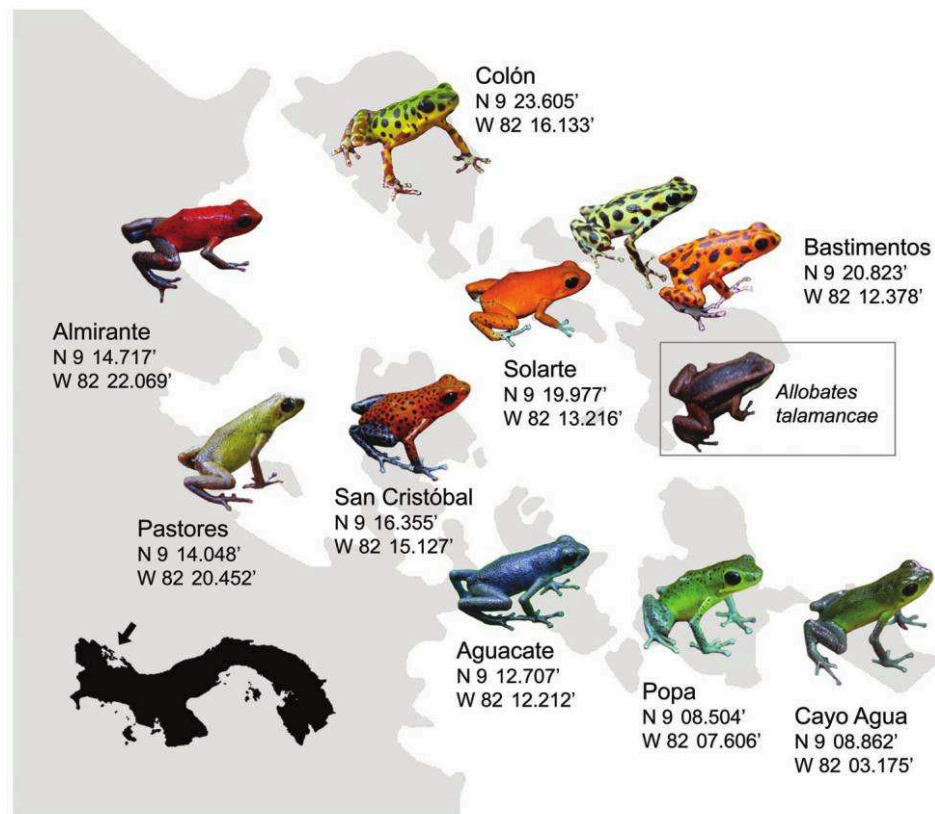 Colón
N 9 23.605’
W 82 16.133’
Bastimentos
N 9 20.823’
W 82 12.378’
Almirante
N 9 14.717’
W 82 22.069’
Solarte
N 9 19.977’
W 82 13.216’
Allobates
talamancae
San Cristóbal
N 9 16.355’
W 82 15.127’
Pastores
N 9 14.048’
W 82 20.452’
Aguacate
N 9 12.707’
W 82 12.212’
Popa
N 9 08.504’
W 82 07.606’
Cayo Agua
N 9 08.862’
W 82 03.175’